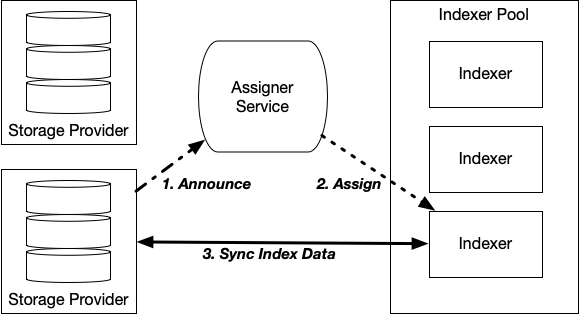 Indexer Pool
Assigner
Service
Indexer
Storage Provider
1. Announce
2. Assign
Indexer
3. Sync Index Data
Indexer
Storage Provider